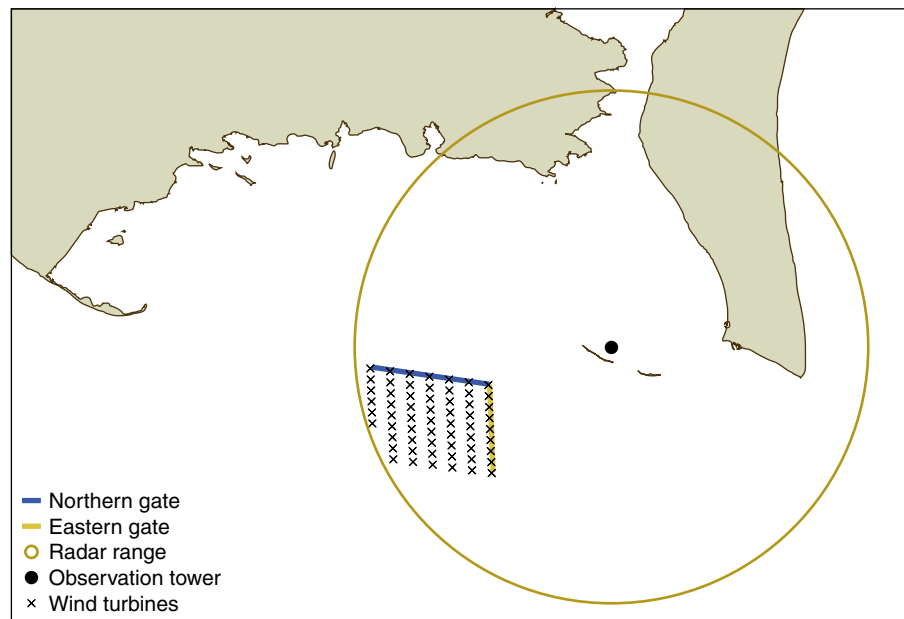 Northern gate
Eastern gate
Radar range
Observation tower
Wind turbines